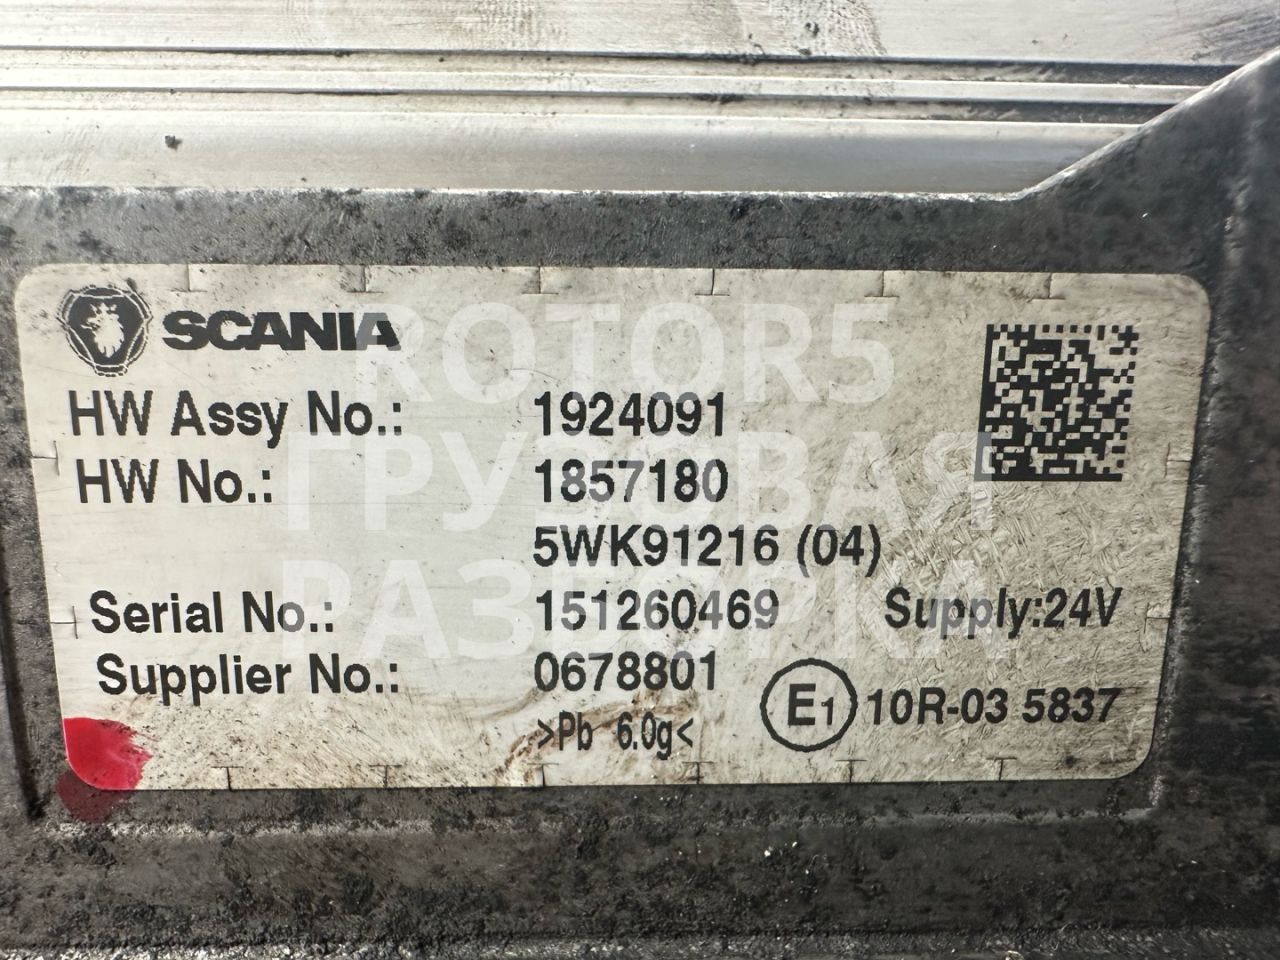 SCANIA
ROTOR5
HW Assy No.: 1924091
ГРУЗОВАЯ
HW No.: 1857180
5WK91216 (04)
РАЗБОРКА
Serial No.: 151260469 Supply:24V
Supplier No.: 0678801
E1 10R-03 5837
>Pb 6.0g<